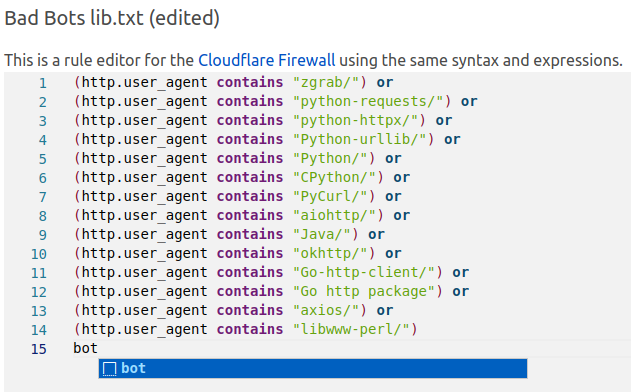 Bad Bots lib.txt (edited)
This is a rule editor for the Cloudflare Firewall using the same syntax and expressions.
1 (http.user_agent contains "zgrab/") or
2 (http.user_agent contains "python-requests/") or
3 (http.user_agent contains "python-httpx/") or
4 (http.user_agent contains "Python-urllib/") or
5 (http.user_agent contains "Python/") or
6 (http.user_agent contains "CPython/") or
7 (http.user_agent contains "PyCurl/") or
8 (http.user_agent contains "aiohttp/") or
9 (http.user_agent contains "Java/") or
10 (http.user_agent contains "okhttp/") or
11 (http.user_agent contains "Go-http-client/") or
12 (http.user_agent contains "Go http package") or
13 (http.user_agent contains "axios/") or
14 (http.user_agent contains "libwww-perl/")
15 bot
bot